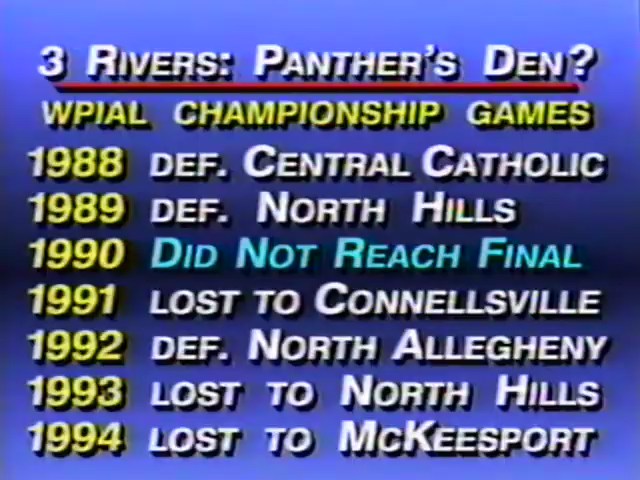 3 RIVERS: PANTHER'S DEN?
WPIAL CHAMPIONSHIP GAMES
1988 DEF. CENTRAL CATHOLIC
1989 DEF. NORTH HILLS
1990 DID NOT REACH FINAL
1991 LOST TO CONNELLSVILLE
1992 DEF. NORTH ALLEGHENY
1993 LOST TO NORTH HILLS
1994 LOST TO MCKEESPORT